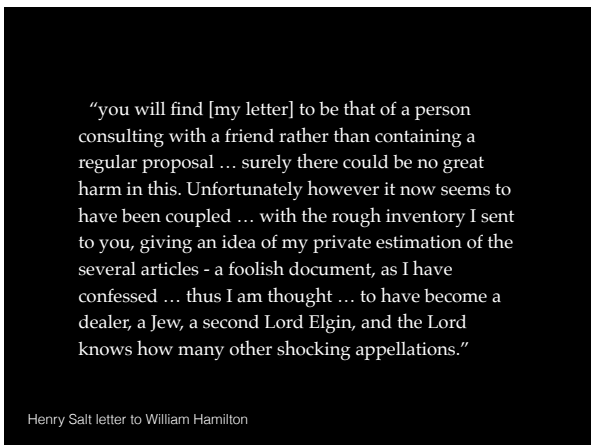 “you will find [my letter] to be that of a person
consulting with a friend rather than containing a
regular proposal … surely there could be no great
harm in this. Unfortunately however it now seems to
have been coupled … with the rough inventory I sent
to you, giving an idea of my private estimation of the
several articles - a foolish document, as I have
confessed … thus I am thought … to have become a
dealer, a Jew, a second Lord Elgin, and the Lord
knows how many other shocking appellations.”
Henry Salt letter to William Hamilton